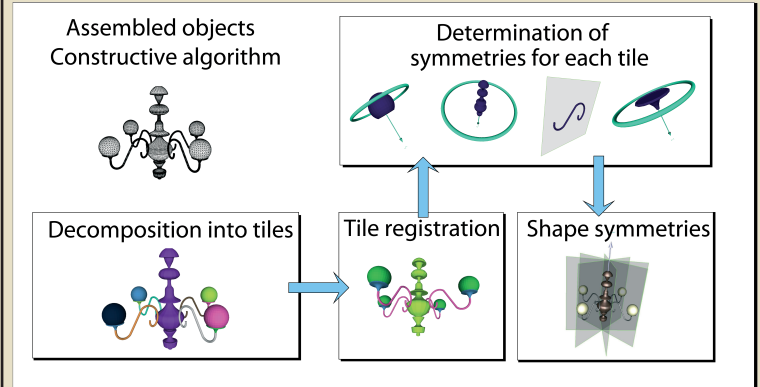 Assembled objects
Constructive algorithm
Determination of
symmetries for each tile
Decomposition into tiles
Tile registration
Shape symmetries